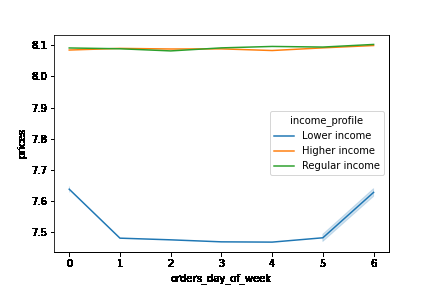 8.1
8.0
7.9
7.8
7.7
7.6
7.5
prices
income_profile
Lower income
Higher income
Regular income
0 1 2 3 4 5 6
orders_day_of_week